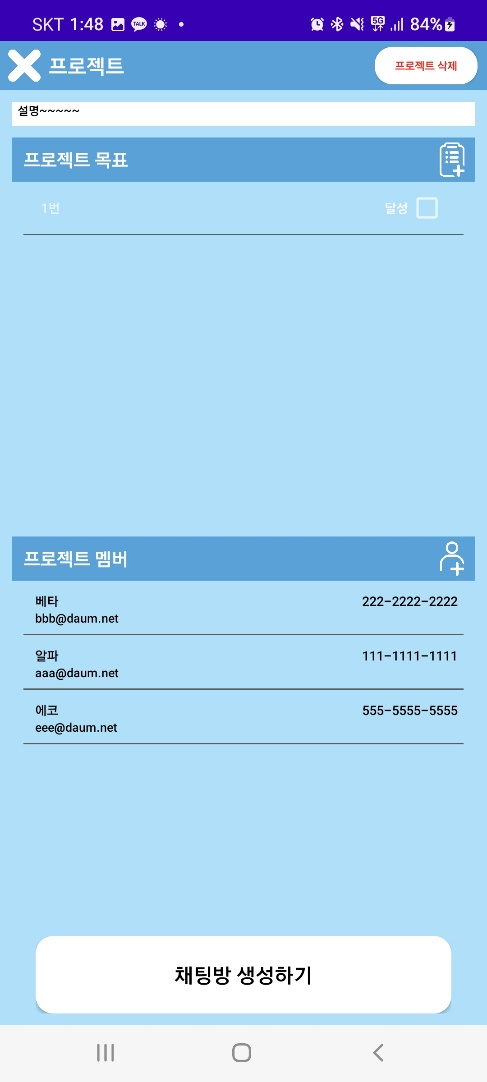 SKT 1:48 TALK 5G 84%
프로젝트 프로젝트 삭제
설명~~~~~
프로젝트 목표
1번 달성
프로젝트 멤버
베타 222-2222-2222
bbb@daum.net
알파 111-1111-1111
aaa@daum.net
에코 555-5555-5555
eee@daum.net
채팅방 생성하기